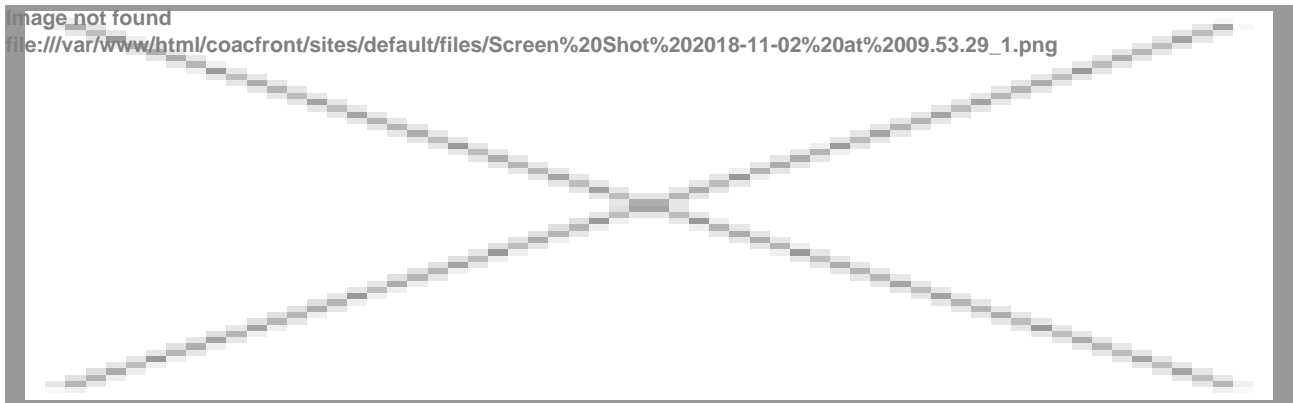 Image not found
file:///var/www/html/coacfront/sites/default/files/Screen%20Shot%202018-11-02%20at%2009.53.29_1.png